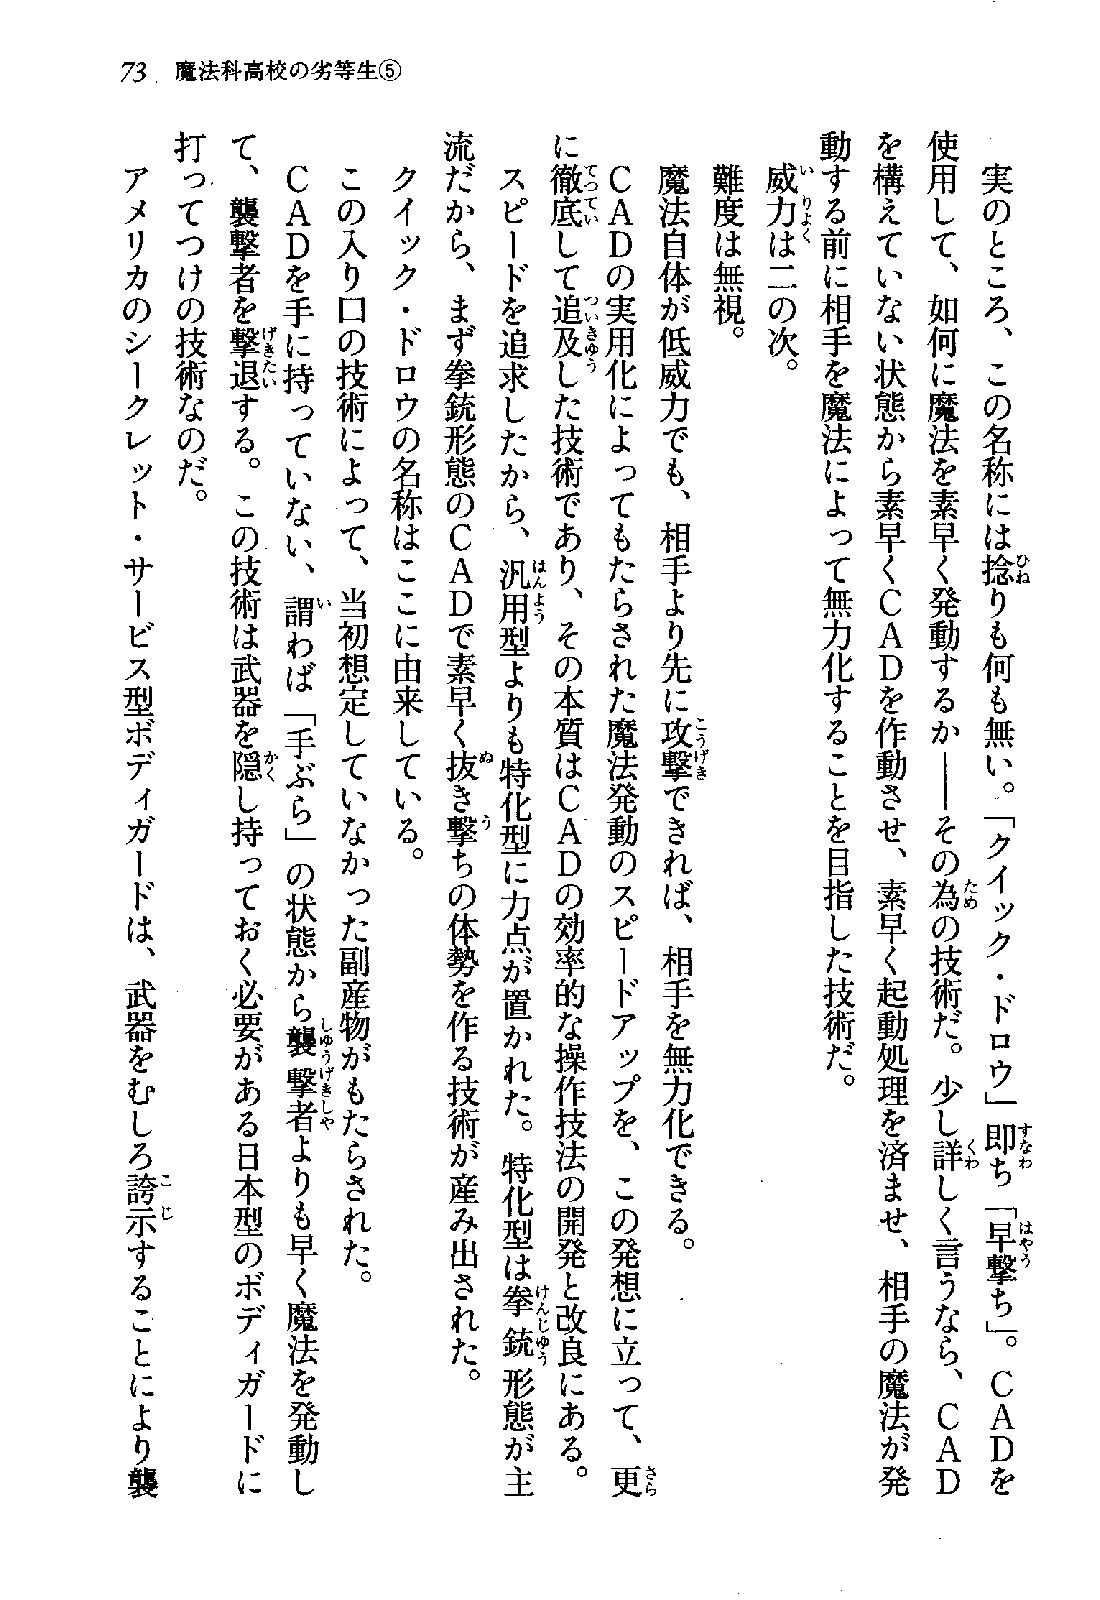 73 魔法科高校の劣等生⑤
実のところ、この名称には捻りも何も無い。「クイック・ドロウ」即ち「早撃ち」。ＣＡＤを
使用して、如何に魔法を素早く発動するか――その為の技術だ。少し詳しく言うなら、ＣＡＤ
を構えていない状態から素早くＣＡＤを作動させ、素早く起動処理を済ませ、相手の魔法が発
動する前に相手を魔法によって無力化することを目指した技術だ。
威力は二の次。
難度は無視。
魔法自体が低威力でも、相手より先に攻撃できれば、相手を無力化できる。
ＣＡＤの実用化によってもたらされた魔法発動のスピードアップを、この発想に立って、更
に徹底して追及した技術であり、その本質はＣＡＤの効率的な操作技法の開発と改良にある。
スピードを追求したから、汎用型よりも特化型に力点が置かれた。特化型は拳銃形態が主
流だから、まず拳銃形態のＣＡＤで素早く抜き撃ちの体勢を作る技術が産み出された。
クイック・ドロウの名称はここに由来している。
この入り口の技術によって、当初想定していなかった副産物がもたらされた。
ＣＡＤを手に持っていない、謂わば「手ぶら」の状態から襲撃者よりも早く魔法を発動し
て、襲撃者を撃退する。この技術は武器を隠し持っておく必要がある日本型のボディガードに
打ってつけの技術なのだ。
アメリカのシークレット・サービス型ボディガードは、武器をむしろ誇示することにより襲